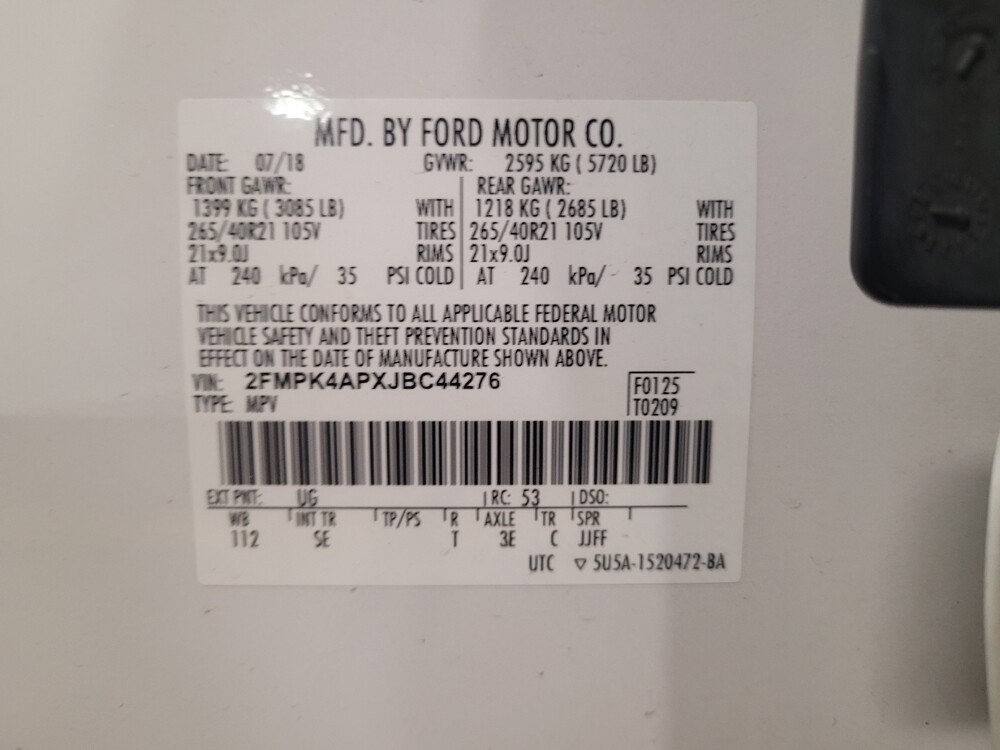 MFD. BY FORD MOTOR CO.
DATE: 07/18 GVWR: 2595 KG ( 5720 LB)
FRONT GAWR: REAR GAWR:
1399 KG ( 3085 LB) WITH 1218 KG ( 2685 LB) WITH
265/40R21 105V TIRES 265/40R21 105V TIRES
21x9.0J RIMS 21x9.0J RIMS
AT 240 kPa/ 35 PSI COLD AT 240 kPa/ 35 PSI COLD
THIS VEHICLE CONFORMS TO ALL APPLICABLE FEDERAL MOTOR
VEHICLE SAFETY AND THEFT PREVENTION STANDARDS IN
EFFECT ON THE DATE OF MANUFACTURE SHOWN ABOVE.
VIN: 2FMPK4APXJBC44276 F0125
TYPE: MPV T0209
EXT PNT: UG RC: 53 DSO:
WB INT TR TP/PS R AXLE TR SPR
112 SE T 3E C JJFF
UTC ▽ 5U5A-1520472-BA